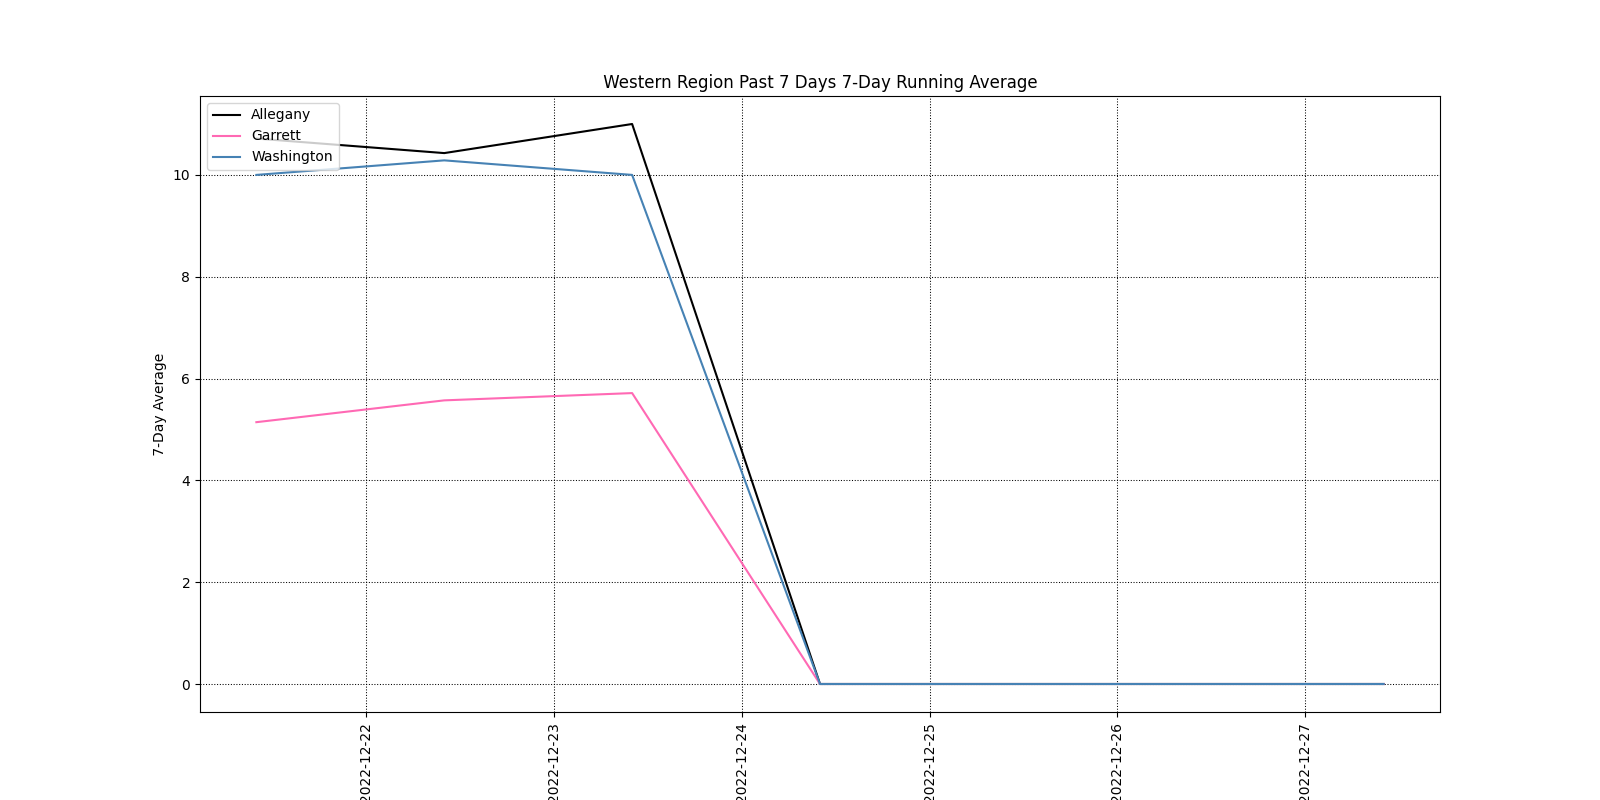 Western Region Past 7 Days 7-Day Running Average
Allegany
Garrett
Washington
10
8
6
4
2
0
7-Day Average
2022-12-22
2022-12-23
2022-12-24
2022-12-25
2022-12-26
2022-12-27